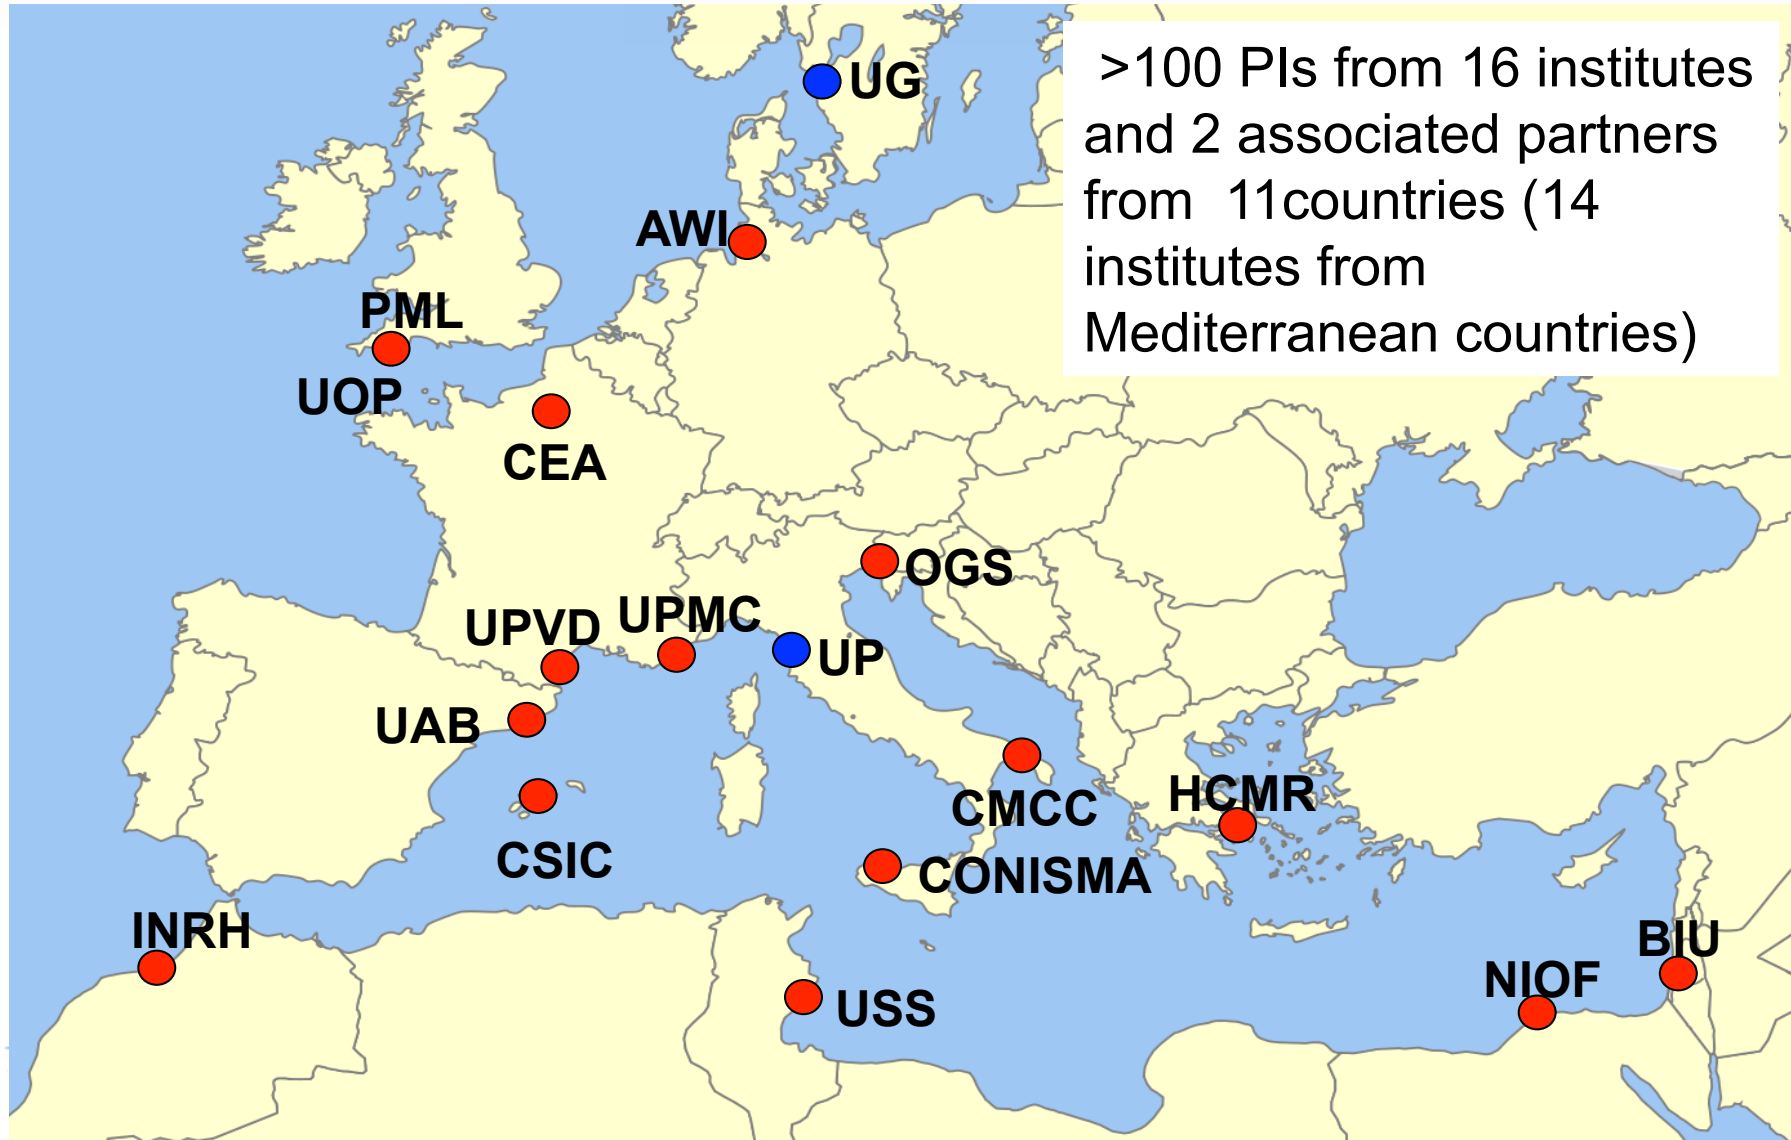 >100 PIs from 16 institutes
and 2 associated partners
from 11countries (14
institutes from
Mediterranean countries)
UG
AWI
PML
UOP
CEA
OGS
UPVD
UPMC
UP
UAB
CMCC
HCMR
CSIC
CONISMA
INRH
BIU
NIOF
USS